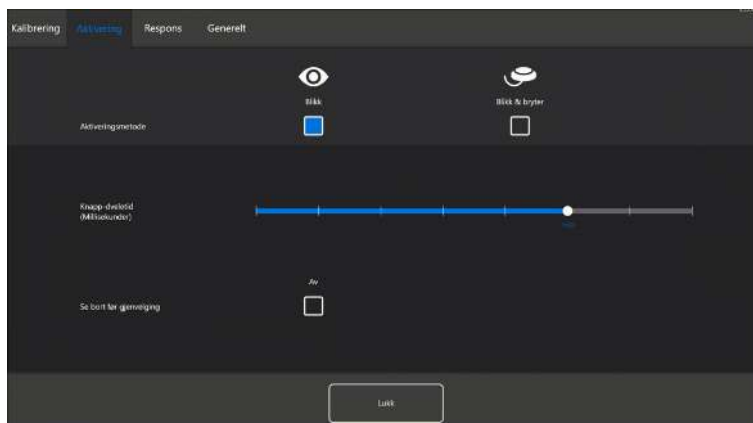 Kalibrering Aktivering Respons Generelt
Blikk Blikk & bryter
Aktiveringsmetode
Knapp-dveletid
(Millisekunder)
Av
Se bort før gjenvelging
Lukk